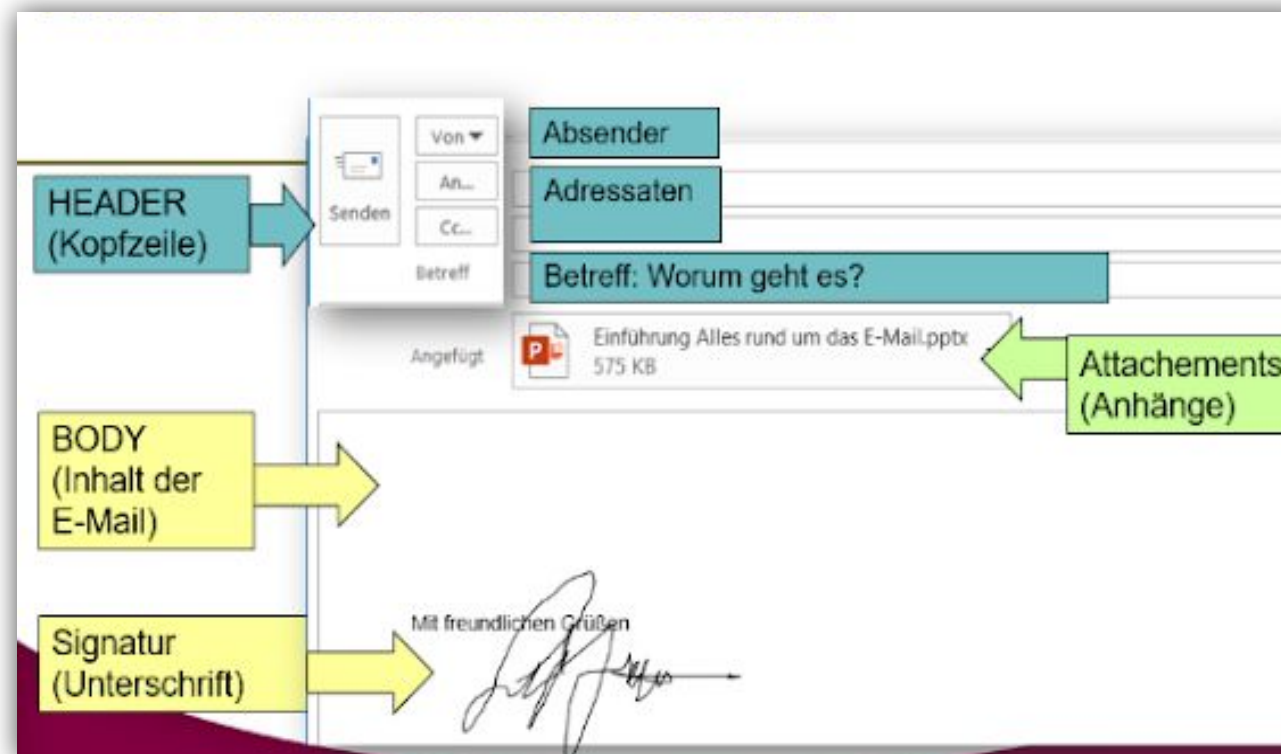 Von
Absender
An...
Adressaten
HEADER
(Kopfzeile)
Senden
Cc...
Betreff
Betreff: Worum geht es?
Angefügt
Einführung Alles rund um das E-Mail.pptx
575 KB
Attachements
(Anhänge)
BODY
(Inhalt der
E-Mail)
Mit freundlichen Grüßen
Signatur
(Unterschrift)